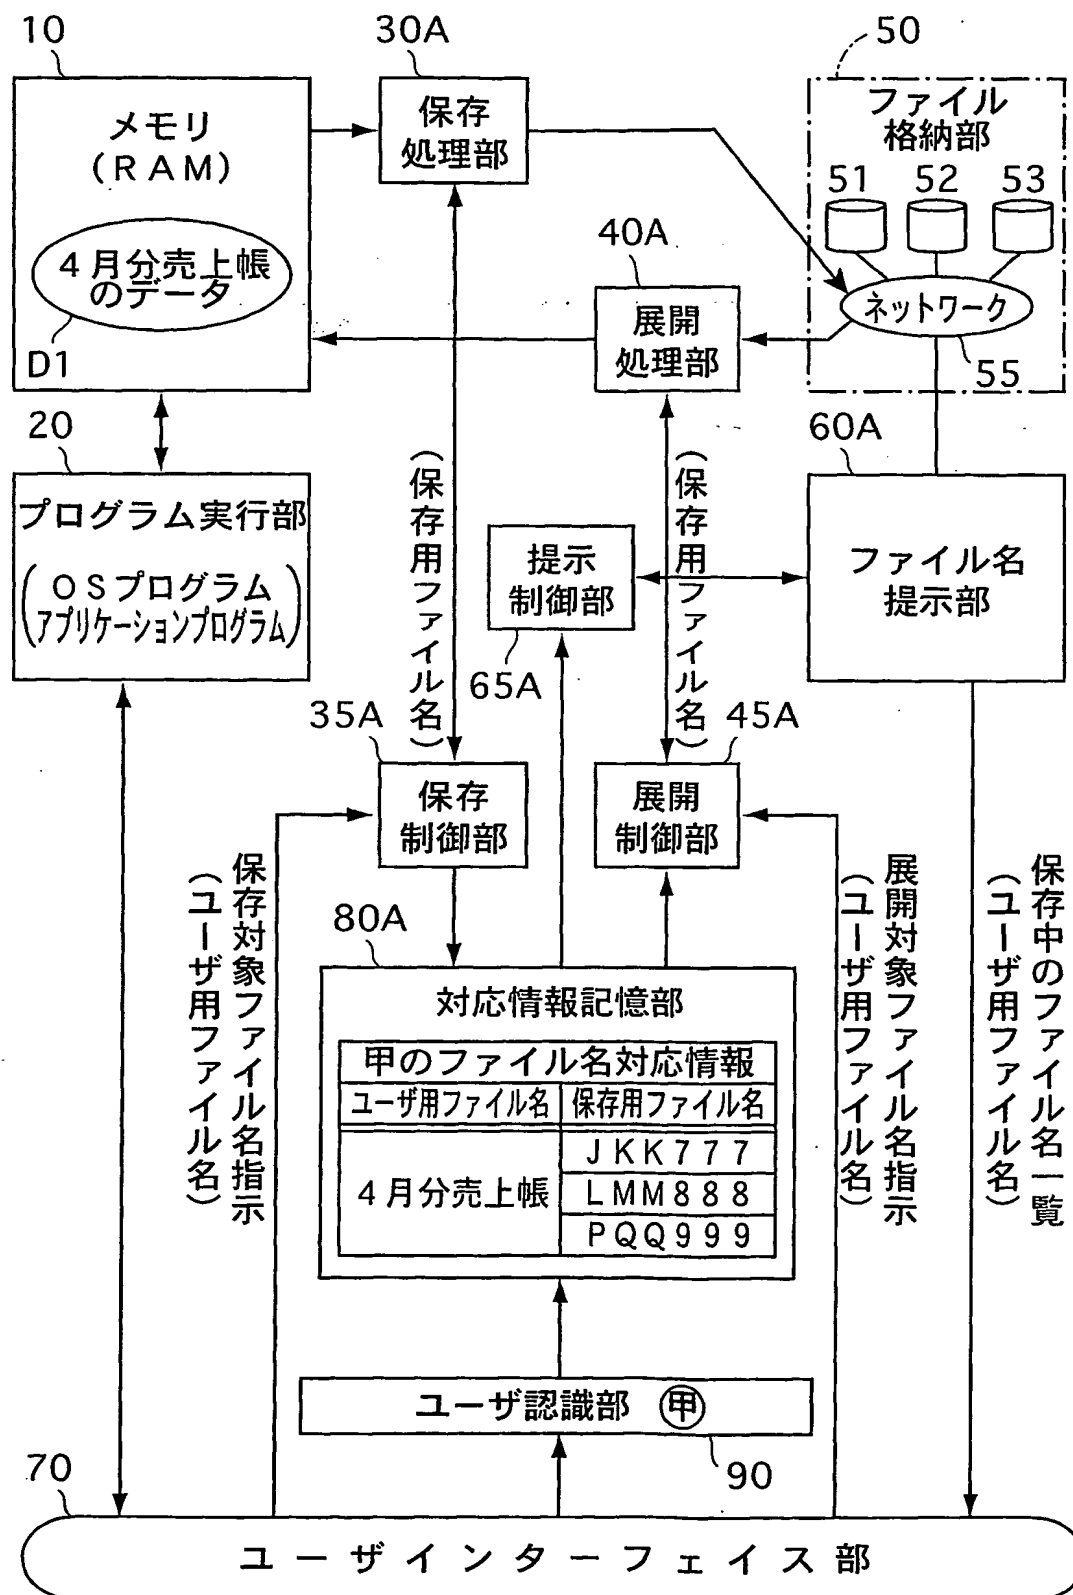 10
30A
50
メモリ
(RAM)
4月分売上帳
のデータ
D1
保存
処理部
ファイル
格納部
51
52
53
ネットワーク
55
40A
展開
処理部
20
プログラム実行部
(OSプログラム
アプリケーションプログラム)
(保存用ファイル名)
(保存用ファイル名)
60A
ファイル名
提示部
提示
制御部
65A
35A
保存
制御部
45A
展開
制御部
保存対象ファイル名指示
(ユーザ用ファイル名)
展開対象ファイル名指示
(ユーザ用ファイル名)
保存中のファイル名一覧
(ユーザ用ファイル名)
80A
対応情報記憶部
甲のファイル名対応情報
ユーザ用ファイル名
保存用ファイル名
4月分売上帳
JKK777
LMM888
PQQ999
ユーザ認識部 甲
90
70
ユーザインターフェイス部